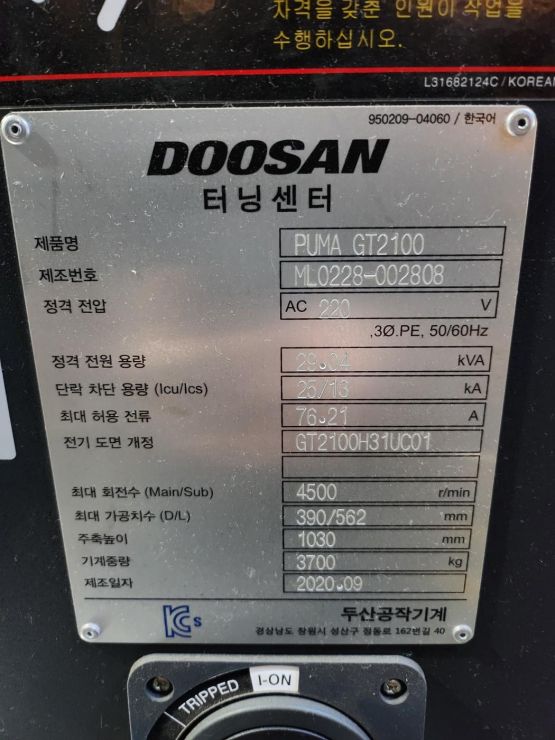 자격을 갖춘 인원이 작업을
수행하십시오.
L31682124C / KOREAN
950209-04060 / 한국어
DOOSAN
터닝센터
제품명 PUMA GT2100
제조번호 ML0228-002808
정격 전압 AC 220 V
,3Ø.PE, 50/60Hz
정격 전원 용량 29.04 kVA
단락 차단 용량 (Icu/Ics) 25/13 kA
최대 허용 전류 76.21 A
전기 도면 개정 GT2100H31UC01
최대 회전수 (Main/Sub) 4500 r/min
최대 가공치수 (D/L) 390/562 mm
주축높이 1030 mm
기계중량 3700 kg
제조일자 2020.09
KCs 두산공작기계
경상남도 창원시 성산구 정동로 162번길 40
TRIPPED I-ON